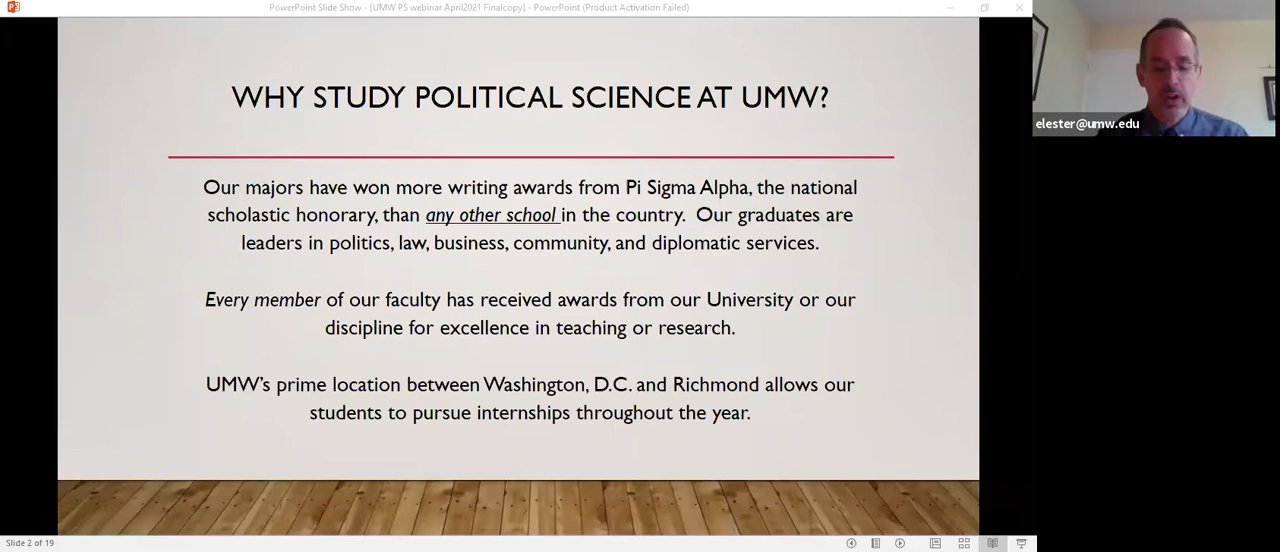 PowerPoint Slide Show - [UMW PS webinar April2021 Finalcopy] - PowerPoint (Product Activation Failed)
WHY STUDY POLITICAL SCIENCE AT UMW?
Our majors have won more writing awards from Pi Sigma Alpha, the national
scholastic honorary, than any other school in the country. Our graduates are
leaders in politics, law, business, community, and diplomatic services.
Every member of our faculty has received awards from our University or our
discipline for excellence in teaching or research.
UMW's prime location between Washington, D.C. and Richmond allows our
students to pursue internships throughout the year.
elester@umw.edu
Slide 2 of 19